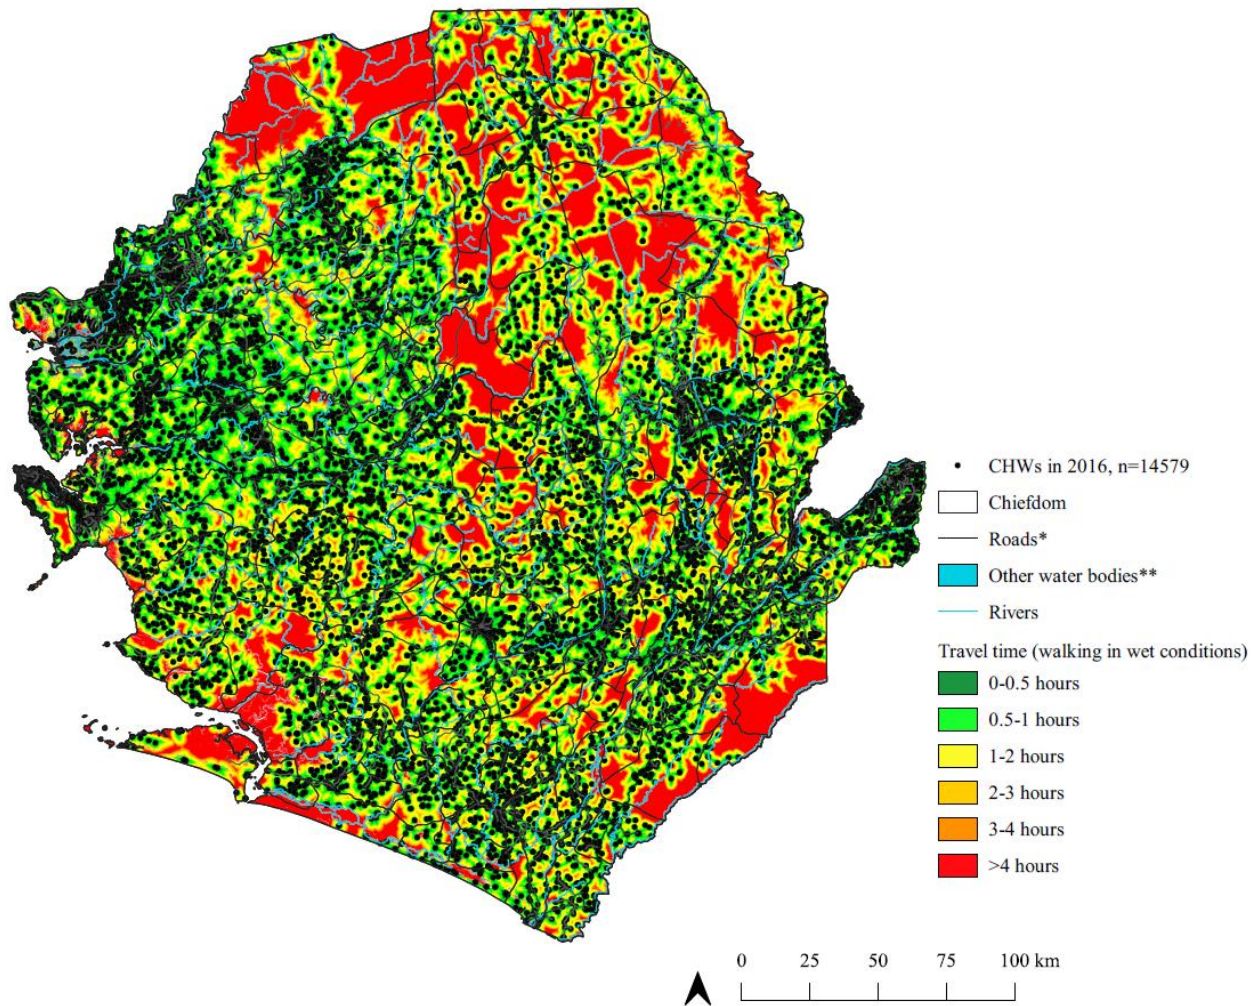 CHWs in 2016, n=14579
Chiefdom
Roads*
Other water bodies**
Rivers
Travel time (walking in wet conditions)
0-0.5 hours
0.5-1 hours
1-2 hours
2-3 hours
3-4 hours
>4 hours
0 25 50 75 100 km